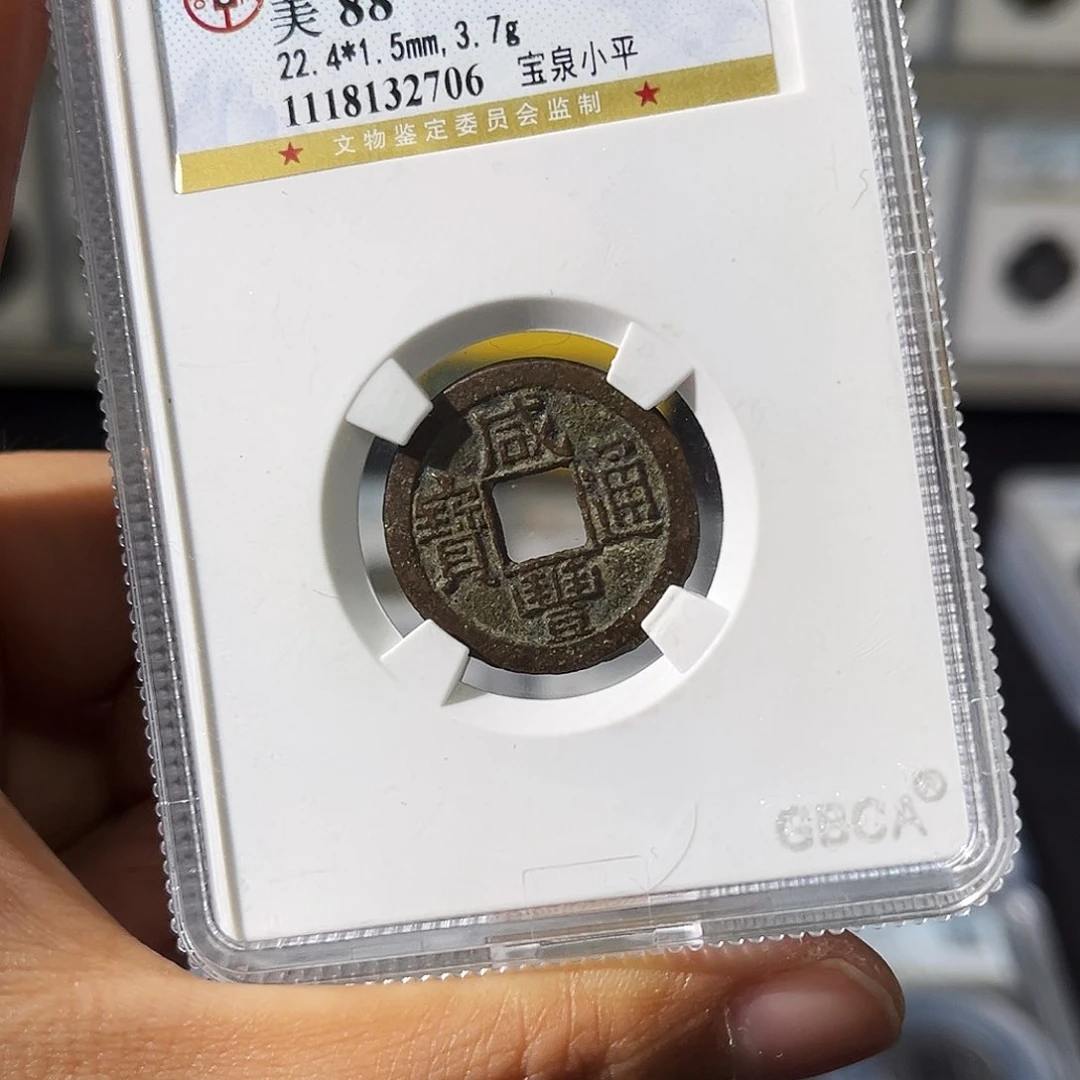 美 88
22.4*1.5mm, 3.7g
1118132706 宝泉小平
★ 文物鉴定委员会监制 ★
咸豐通寶
GBCA®